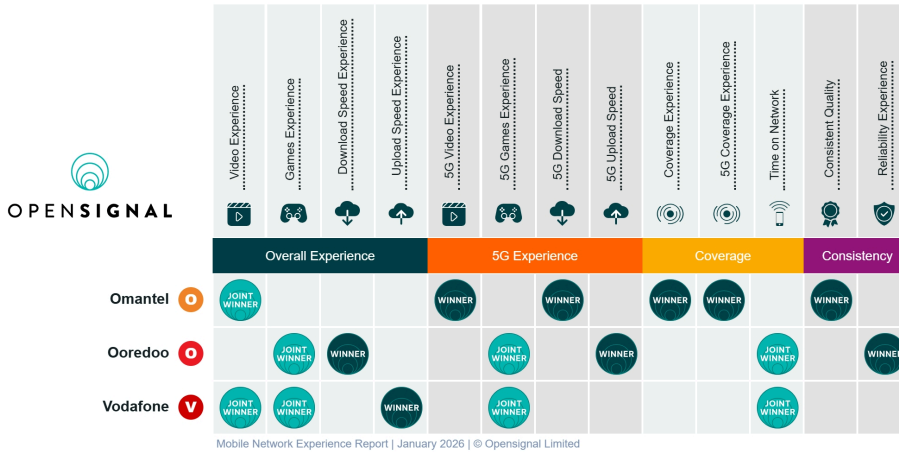 Video Experience
Games Experience
Download Speed Experience
Upload Speed Experience
5G Video Experience
5G Games Experience
5G Download Speed
5G Upload Speed
Coverage Experience
5G Coverage Experience
Time on Network
Consistent Quality
Reliability Experience
OPENSIGNAL
Overall Experience 5G Experience Coverage Consistency
Omantel O JOINT WINNER WINNER WINNER WINNER WINNER WINNER
Ooredoo O JOINT WINNER WINNER JOINT WINNER WINNER JOINT WINNER WINNER
Vodafone V JOINT WINNER JOINT WINNER WINNER JOINT WINNER JOINT WINNER
Mobile Network Experience Report | January 2026 | © Opensignal Limited